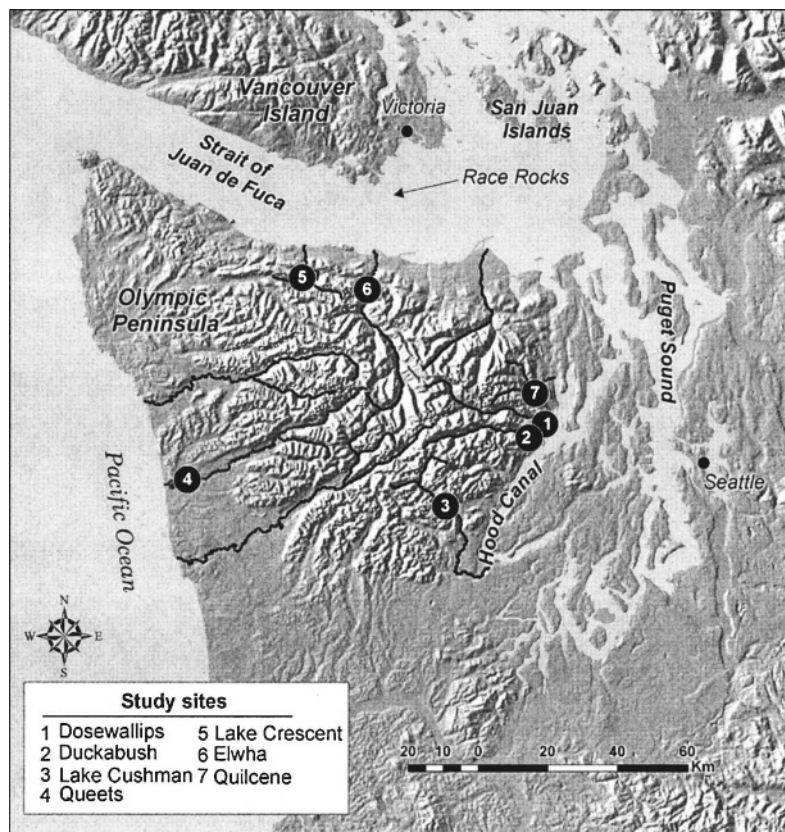 Vancouver
Island
Victoria
San Juan
Islands
Strait of
Juan de Fuca
Race Rocks
5
6
Olympic
Peninsula
Puget Sound
7
1
2
4
Seattle
3
Hood Canal
Pacific Ocean
N
W E
S
Study sites
1 Dosewallips
2 Duckabush
3 Lake Cushman
4 Queets
5 Lake Crescent
6 Elwha
7 Quilcene
20 10 0 20 40 60
Km